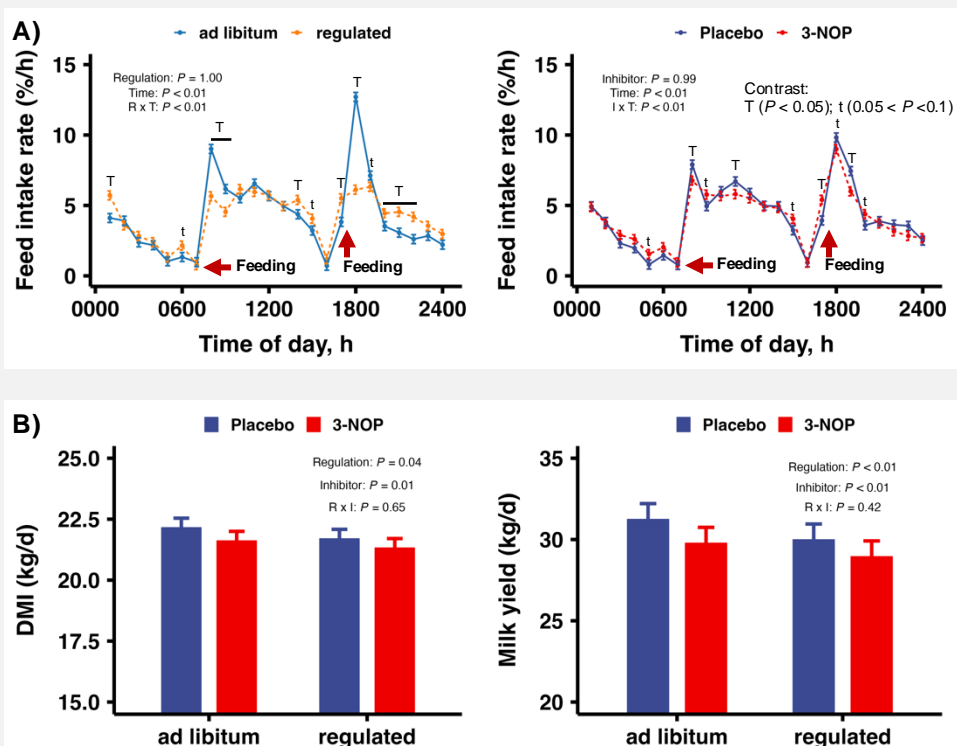 A)
ad libitum regulated
Feed intake rate (%/h)
15
10
5
0
Regulation: P = 1.00
Time: P < 0.01
R x T: P < 0.01
T
T
t
T
t
T
T
t
T
Feeding
Feeding
0000 0600 1200 1800 2400
Time of day, h
Placebo 3-NOP
Feed intake rate (%/h)
15
10
5
0
Inhibitor: P = 0.99
Time: P < 0.01
I x T: P < 0.01
Contrast:
T (P < 0.05); t (0.05 < P <0.1)
t
T
t
T
t
T
t
T
t
Feeding
Feeding
0000 0600 1200 1800 2400
Time of day, h
B)
Placebo 3-NOP
DMI (kg/d)
25.0
22.5
20.0
17.5
15.0
Regulation: P = 0.04
Inhibitor: P = 0.01
R x I: P = 0.65
ad libitum regulated
Placebo 3-NOP
Milk yield (kg/d)
35
30
25
20
Regulation: P < 0.01
Inhibitor: P < 0.01
R x I: P = 0.42
ad libitum regulated